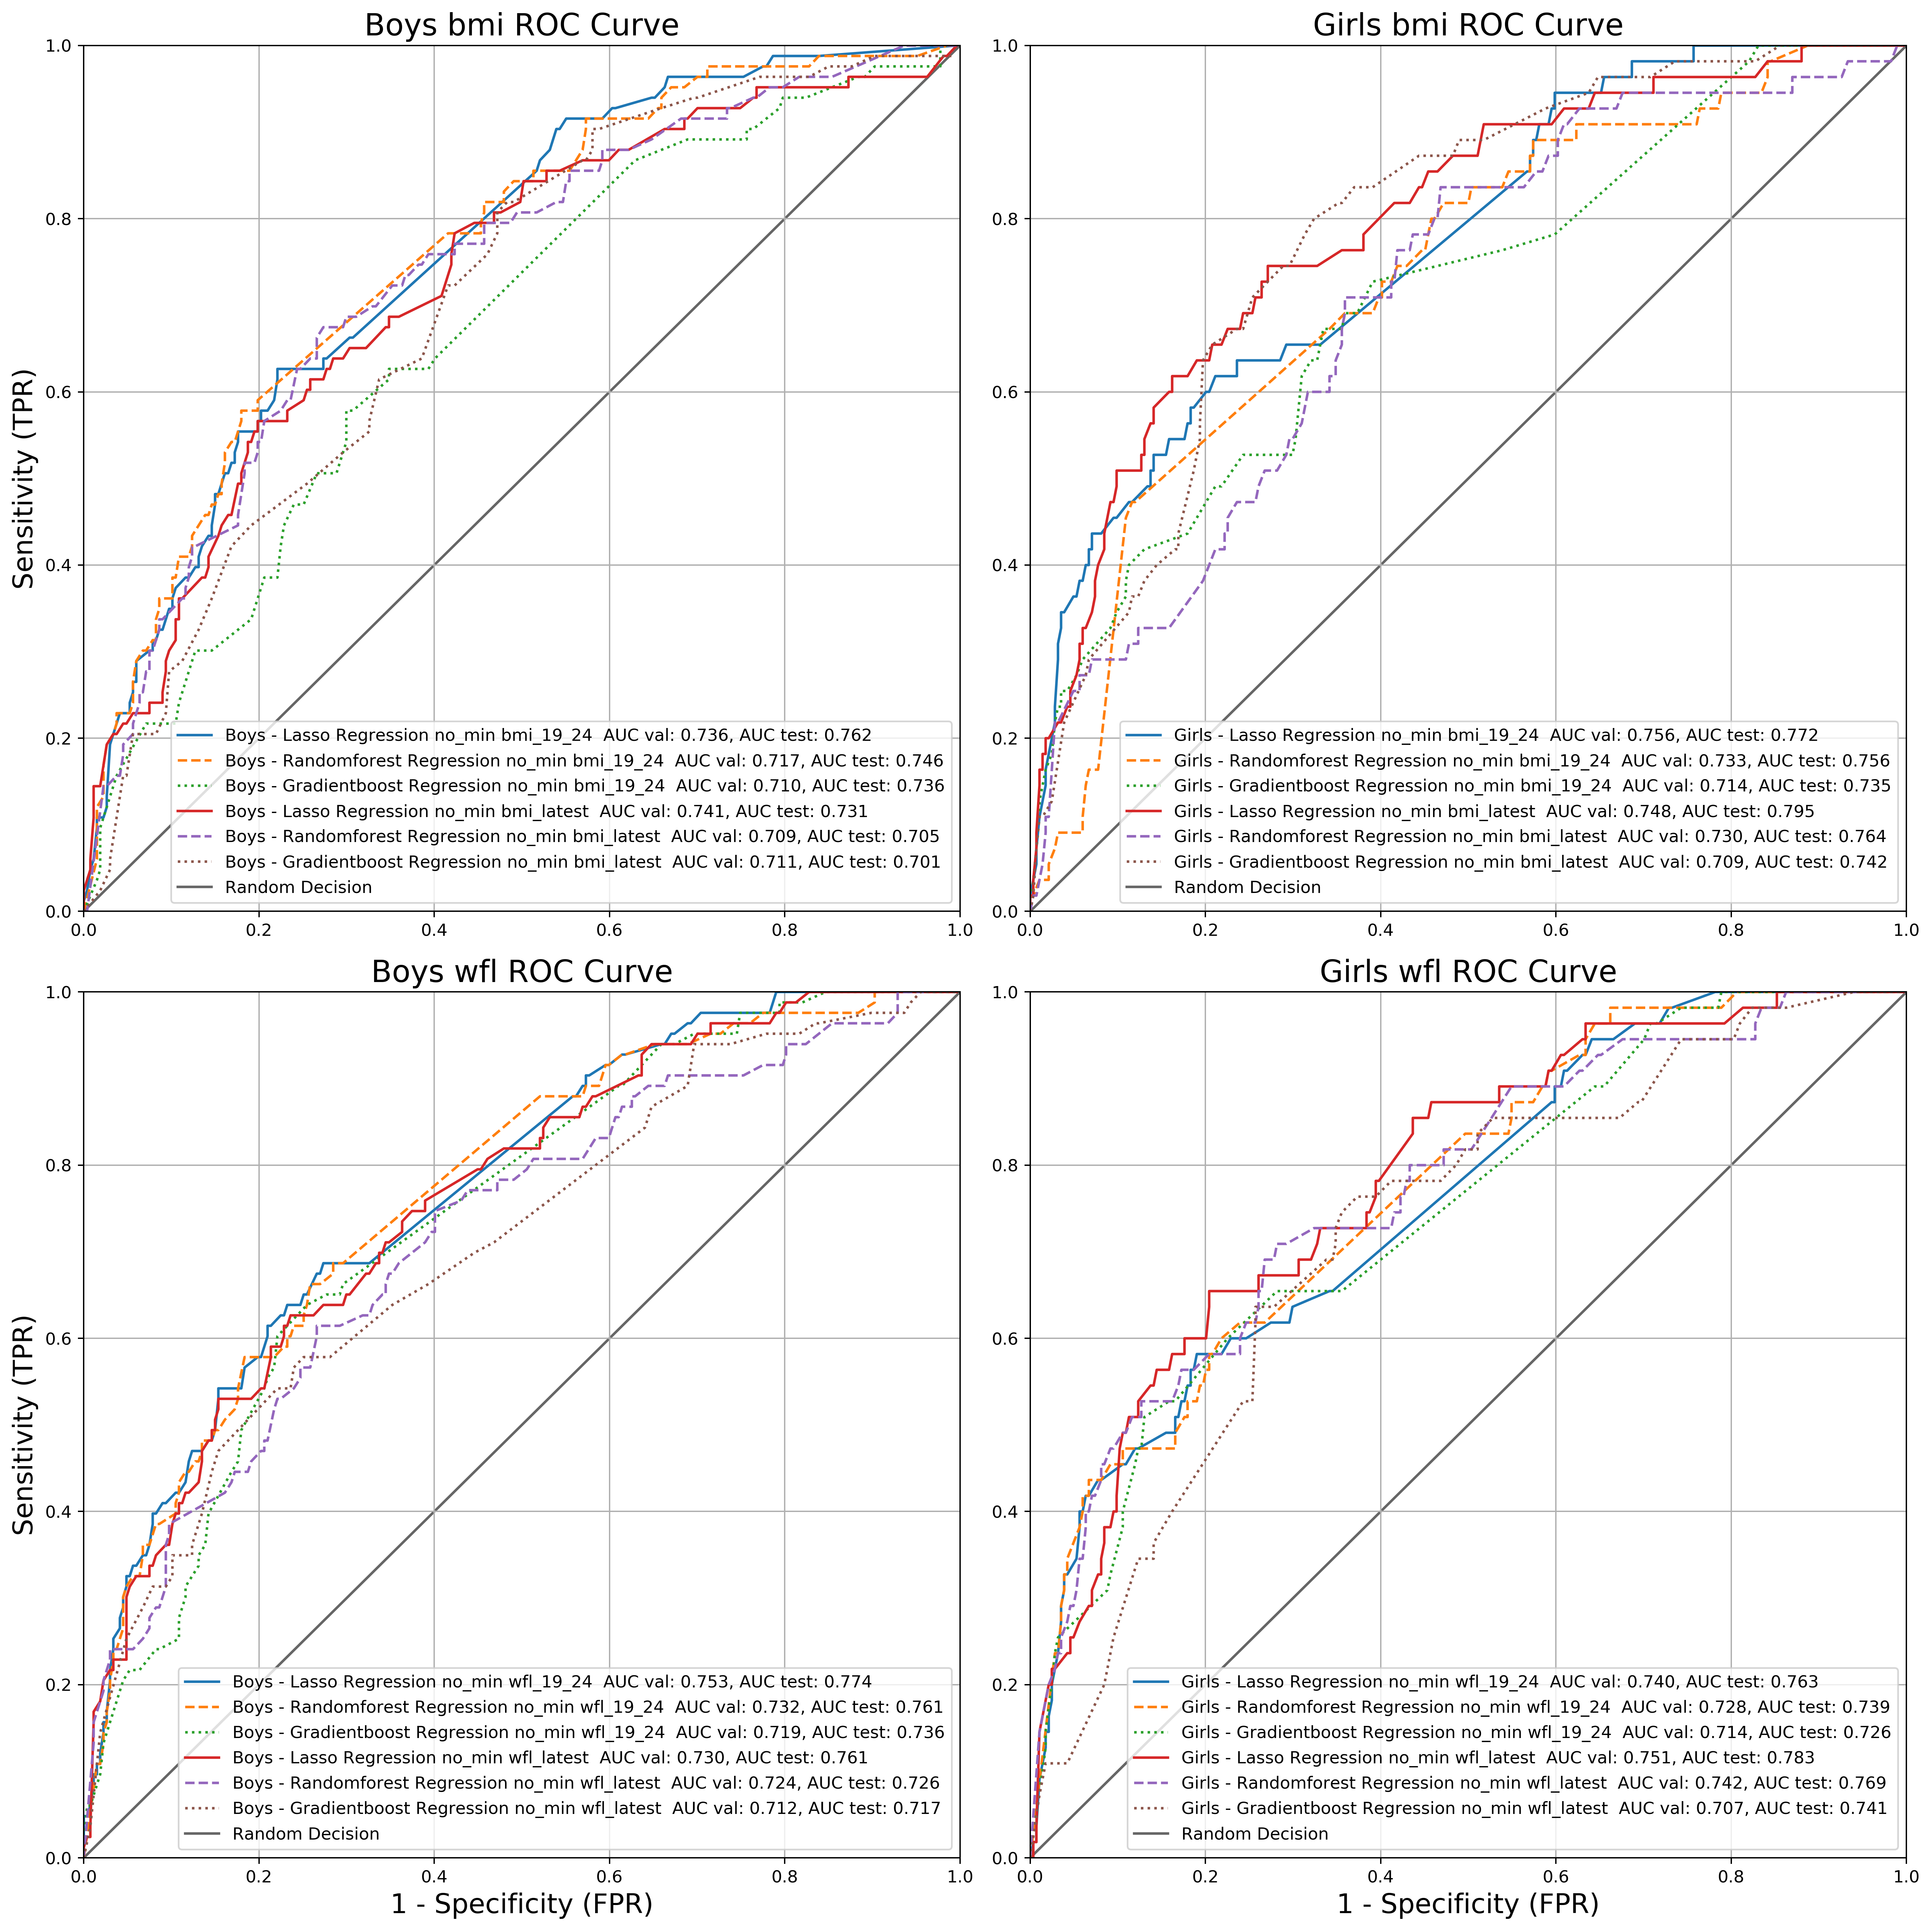 Boys bmi ROC Curve
1.0
0.8
0.6
0.4
0.2
0.0
Sensitivity (TPR)
Boys - Lasso Regression no_min bmi_19_24 AUC val: 0.736, AUC test: 0.762
Boys - Randomforest Regression no_min bmi_19_24 AUC val: 0.717, AUC test: 0.746
Boys - Gradientboost Regression no_min bmi_19_24 AUC val: 0.710, AUC test: 0.736
Boys - Lasso Regression no_min bmi_latest AUC val: 0.741, AUC test: 0.731
Boys - Randomforest Regression no_min bmi_latest AUC val: 0.709, AUC test: 0.705
Boys - Gradientboost Regression no_min bmi_latest AUC val: 0.711, AUC test: 0.701
Random Decision
0.0 0.2 0.4 0.6 0.8 1.0
Girls bmi ROC Curve
1.0
0.8
0.6
0.4
0.2
0.0
Girls - Lasso Regression no_min bmi_19_24 AUC val: 0.756, AUC test: 0.772
Girls - Randomforest Regression no_min bmi_19_24 AUC val: 0.733, AUC test: 0.756
Girls - Gradientboost Regression no_min bmi_19_24 AUC val: 0.714, AUC test: 0.735
Girls - Lasso Regression no_min bmi_latest AUC val: 0.748, AUC test: 0.795
Girls - Randomforest Regression no_min bmi_latest AUC val: 0.730, AUC test: 0.764
Girls - Gradientboost Regression no_min bmi_latest AUC val: 0.709, AUC test: 0.742
Random Decision
0.0 0.2 0.4 0.6 0.8 1.0
Boys wfl ROC Curve
1.0
0.8
0.6
0.4
0.2
0.0
Sensitivity (TPR)
Boys - Lasso Regression no_min wfl_19_24 AUC val: 0.753, AUC test: 0.774
Boys - Randomforest Regression no_min wfl_19_24 AUC val: 0.732, AUC test: 0.761
Boys - Gradientboost Regression no_min wfl_19_24 AUC val: 0.719, AUC test: 0.736
Boys - Lasso Regression no_min wfl_latest AUC val: 0.730, AUC test: 0.761
Boys - Randomforest Regression no_min wfl_latest AUC val: 0.724, AUC test: 0.726
Boys - Gradientboost Regression no_min wfl_latest AUC val: 0.712, AUC test: 0.717
Random Decision
0.0 0.2 0.4 0.6 0.8 1.0
1 - Specificity (FPR)
Girls wfl ROC Curve
1.0
0.8
0.6
0.4
0.2
0.0
Girls - Lasso Regression no_min wfl_19_24 AUC val: 0.740, AUC test: 0.763
Girls - Randomforest Regression no_min wfl_19_24 AUC val: 0.728, AUC test: 0.739
Girls - Gradientboost Regression no_min wfl_19_24 AUC val: 0.714, AUC test: 0.726
Girls - Lasso Regression no_min wfl_latest AUC val: 0.751, AUC test: 0.783
Girls - Randomforest Regression no_min wfl_latest AUC val: 0.742, AUC test: 0.769
Girls - Gradientboost Regression no_min wfl_latest AUC val: 0.707, AUC test: 0.741
Random Decision
0.0 0.2 0.4 0.6 0.8 1.0
1 - Specificity (FPR)